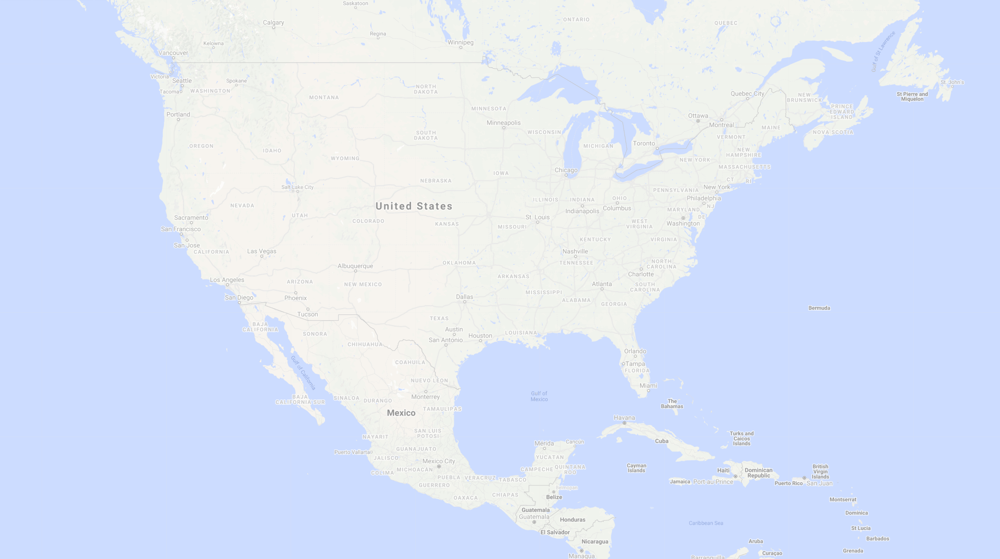 Saskatoon
Calgary
ONTARIO
QUEBEC
Regina
Kelowna
Winnipeg
Vancouver
Gulf of St Lawrence
Victoria
Seattle
Spokane
St. John's
Tacoma
WASHINGTON
NORTH
DAKOTA
MONTANA
Quebec City
NEW
BRUNSWICK
St Pierre and
Miquelon
MINNESOTA
PRINCE
EDWARD
ISLAND
Portland
Ottawa
Minneapolis
Montreal
MAINE
SOUTH
DAKOTA
WISCONSIN
NOVA SCOTIA
VERMONT
OREGON
IDAHO
MICHIGAN
Toronto
NEW
HAMPSHIRE
WYOMING
NEW YORK
MASSACHUSETTS
Chicago
IOWA
NEBRASKA
CT
RI
Salt Lake City
PENNSYLVANIA
New York
NEVADA
United States
ILLINOIS
INDIANA
OHIO
Philadelphia
NJ
Indianapolis
Columbus
MARYLAND
UTAH
Sacramento
COLORADO
St. Louis
DE
KANSAS
MISSOURI
WEST
VIRGINIA
Washington
San Francisco
KENTUCKY
VIRGINIA
San Jose
CALIFORNIA
Las Vegas
Nashville
Albuquerque
OKLAHOMA
TENNESSEE
NORTH
CAROLINA
Los Angeles
ARIZONA
NEW MEXICO
ARKANSAS
Charlotte
Atlanta
SOUTH
CAROLINA
MISSISSIPPI
San Diego
Phoenix
Dallas
ALABAMA
GEORGIA
Bermuda
Tucson
TEXAS
BAJA
CALIFORNIA
SONORA
Austin
Houston
LOUISIANA
San Antonio
CHIHUAHUA
Orlando
Gulf of California
COAHUILA
Tampa
FLORIDA
NUEVO LEON
Miami
Gulf of
Mexico
BAJA
CALIFORNIA SUR
SINALOA
DURANGO
Monterrey
The
Bahamas
Mexico
TAMAULIPAS
Havana
SAN LUIS
POTOSI
NAYARIT
Turks and
Caicos
Islands
Cuba
Mérida
Cancún
Puerto Vallarta
GUANAJUATO
JALISCO
YUCATAN
Mexico City
COLIMA
MICHOACÁN
CAMPECHE
QUINTANA
ROO
Cayman
Islands
Haiti
Dominican
Republic
British
Virgin
Islands
PUEBLA
VERACRUZ
TABASCO
Jamaica
Port-au-Prince
Puerto Rico
San Juan
GUERRERO
Belmopan
OAXACA
CHIAPAS
Belize
Montserrat
Guatemala
Guatemala
Honduras
Dominica
Caribbean Sea
El Salvador
St Lucia
Nicaragua
Aruba
Barbados
Managua
Curaçao
Grenada
Barranquilla